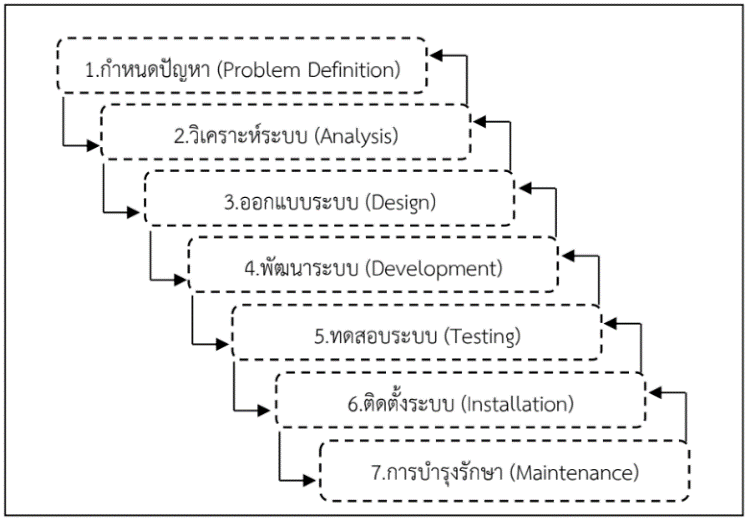 1.กำหนดปัญหา (Problem Definition)
2.วิเคราะห์ระบบ (Analysis)
3.ออกแบบระบบ (Design)
4.พัฒนาระบบ (Development)
5.ทดสอบระบบ (Testing)
6.ติดตั้งระบบ (Installation)
7.การบำรุงรักษา (Maintenance)